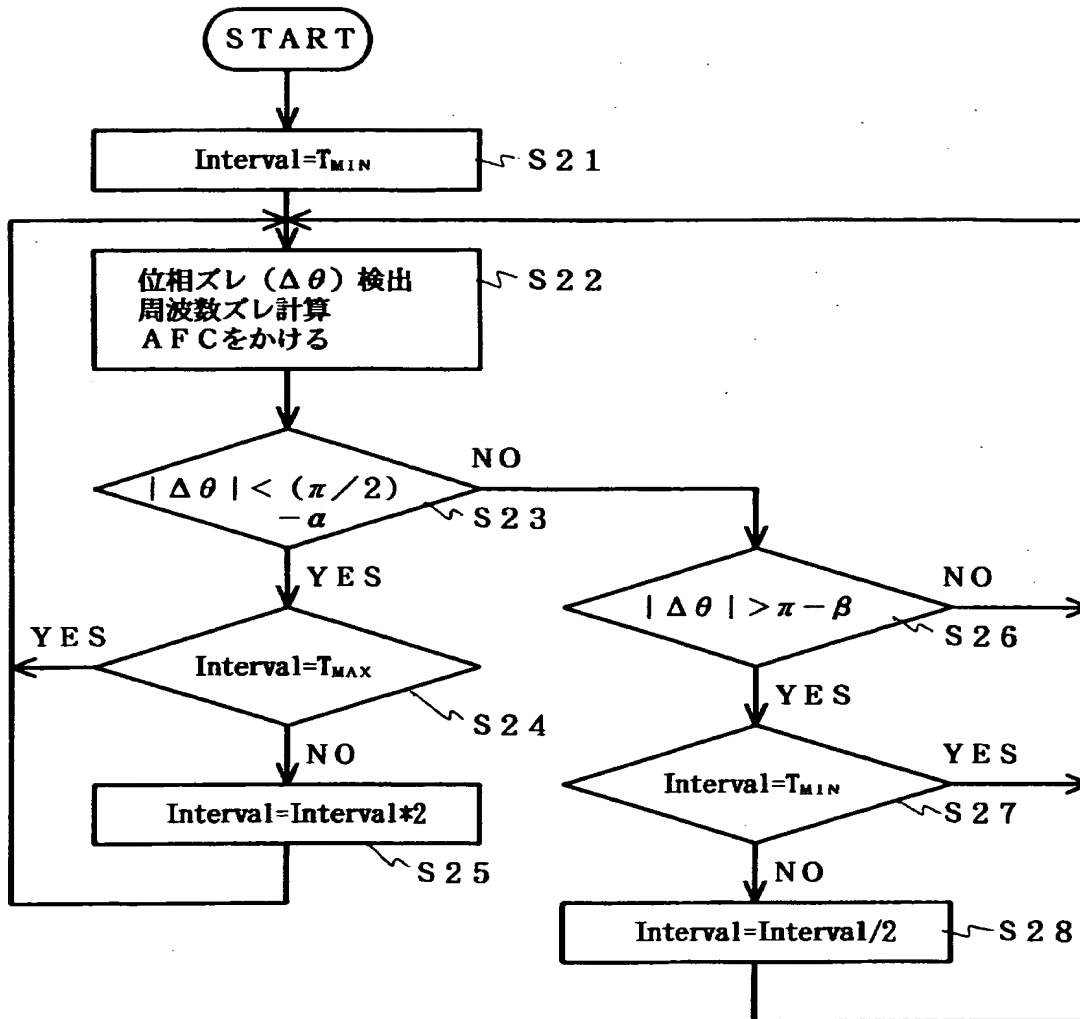 START
Interval=T_MIN
S21
位相ズレ（Δθ）検出
周波数ズレ計算
AFCをかける
S22
｜Δθ｜<（π／2）
－α
NO
S23
YES
｜Δθ｜>π－β
NO
S26
YES
Interval=T_MAX
S24
YES
NO
Interval=T_MIN
YES
S27
Interval=Interval*2
S25
NO
Interval=Interval/2
S28